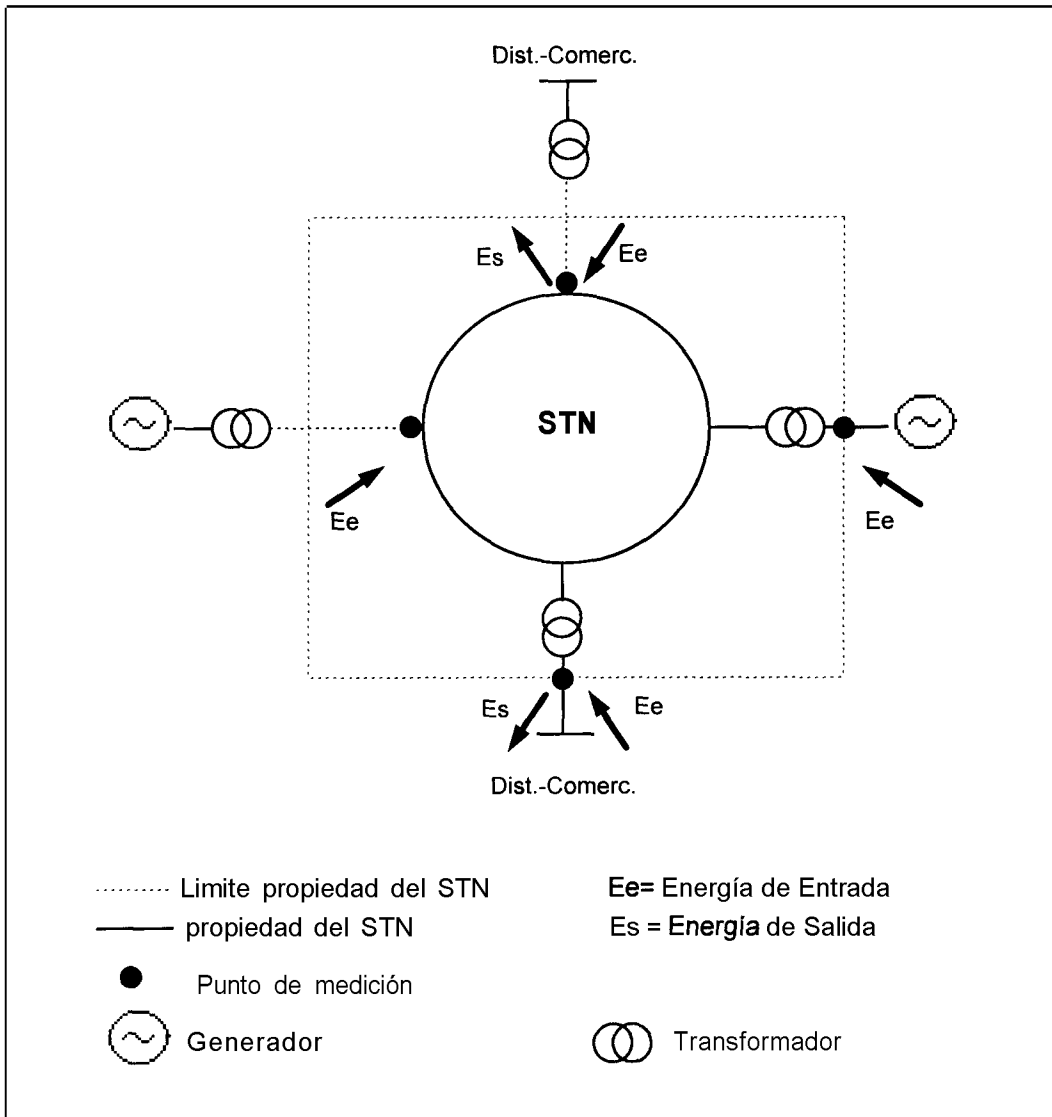 Dist.-Comerc.
Es
Ee
STN
Ee
Ee
Es
Ee
Dist.-Comerc.
Limite propiedad del STN
Ee= Energía de Entrada
propiedad del STN
Es = Energía de Salida
Punto de medición
Generador
Transformador